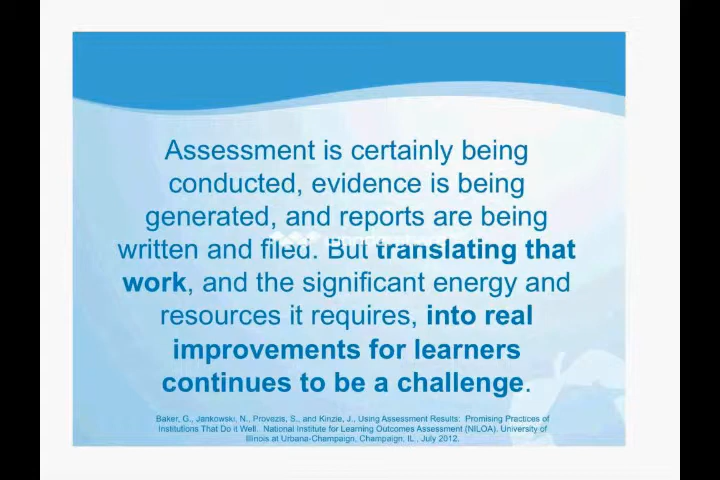 Assessment is certainly being
conducted, evidence is being
generated, and reports are being
written and filed. But translating that
work, and the significant energy and
resources it requires, into real
improvements for learners
continues to be a challenge.
Baker, G., Jankowski, N., Provezis, S., and Kinzie, J., Using Assessment Results: Promising Practices of
Institutions That Do it Well. National Institute for Learning Outcomes Assessment (NILOA). University of
Illinois at Urbana-Champaign, Champaign, IL., July 2012.